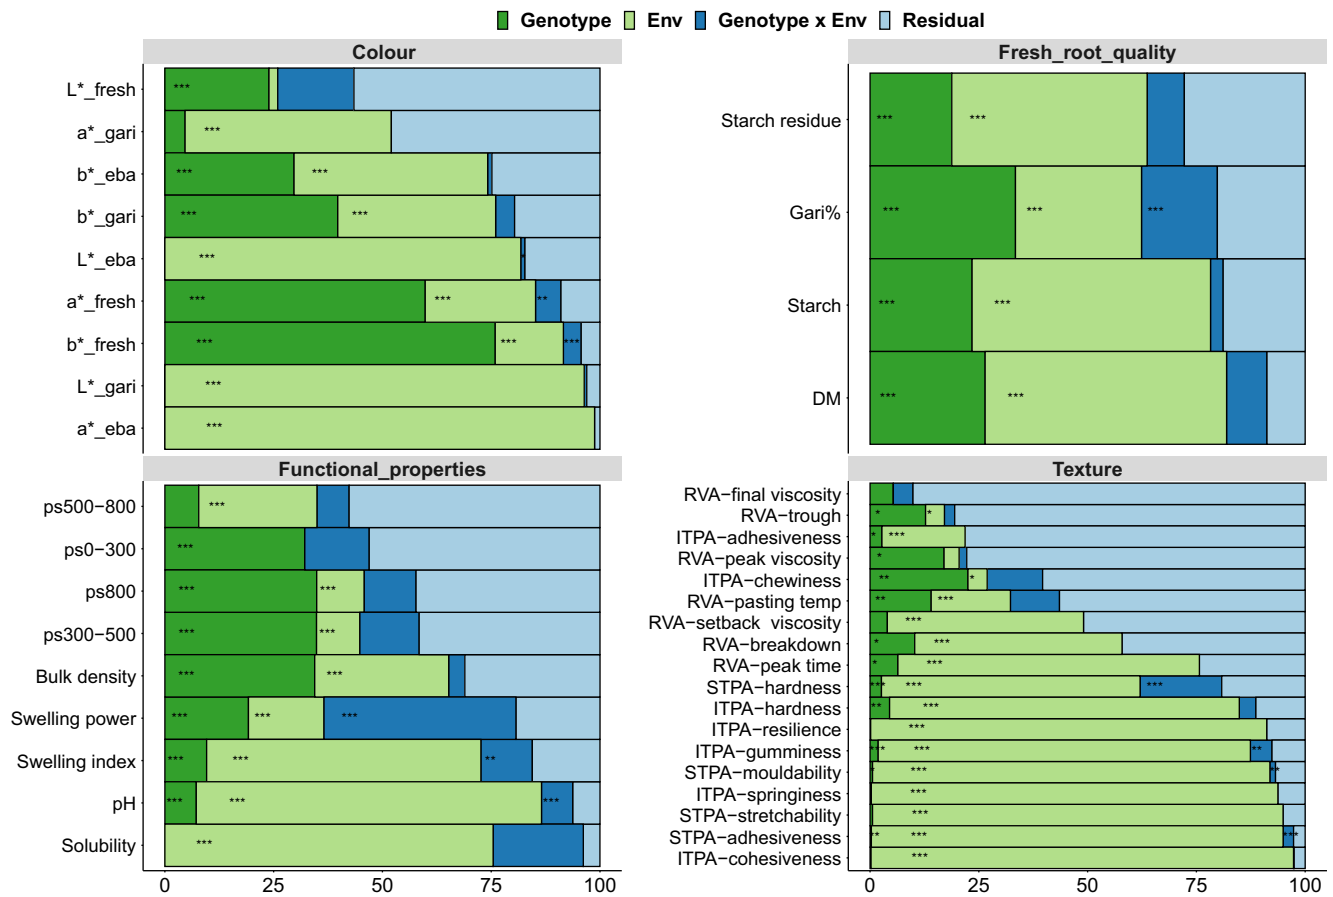 Genotype Env Genotype x Env Residual
Colour
L*_fresh ***
a*_gari ***
b*_eba *** ***
b*_gari *** ***
L*_eba *** *
a*_fresh *** *** **
b*_fresh *** *** ***
L*_gari ***
a*_eba ***
Fresh_root_quality
Starch residue *** ***
Gari% *** *** ***
Starch *** ***
DM *** ***
Functional_properties
ps500−800 ***
ps0−300 ***
ps800 *** ***
ps300−500 *** ***
Bulk density *** ***
Swelling power *** *** ***
Swelling index *** *** **
pH *** *** ***
Solubility ***
0 25 50 75 100
Texture
RVA−final viscosity
RVA−trough * *
ITPA−adhesiveness * ***
RVA−peak viscosity *
ITPA−chewiness ** *
RVA−pasting temp ** ***
RVA−setback viscosity ***
RVA−breakdown * ***
RVA−peak time * ***
STPA−hardness *** *** ***
ITPA−hardness ** ***
ITPA−resilience ***
ITPA−gumminess *** *** **
STPA−mouldability * *** **
ITPA−springiness ***
STPA−stretchability ***
STPA−adhesiveness ** *** ***
ITPA−cohesiveness ***
0 25 50 75 100